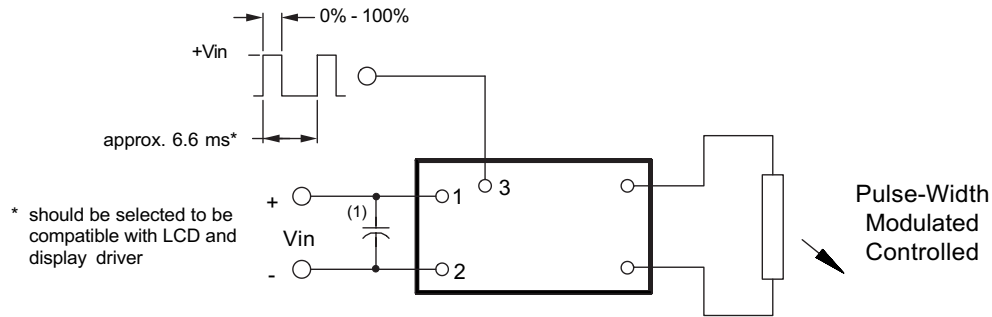 0% - 100%
+Vin
approx. 6.6 ms*
* should be selected to be
compatible with LCD and
display driver
+
(1)
Vin
-
1
2
3
Pulse-Width
Modulated
Controlled